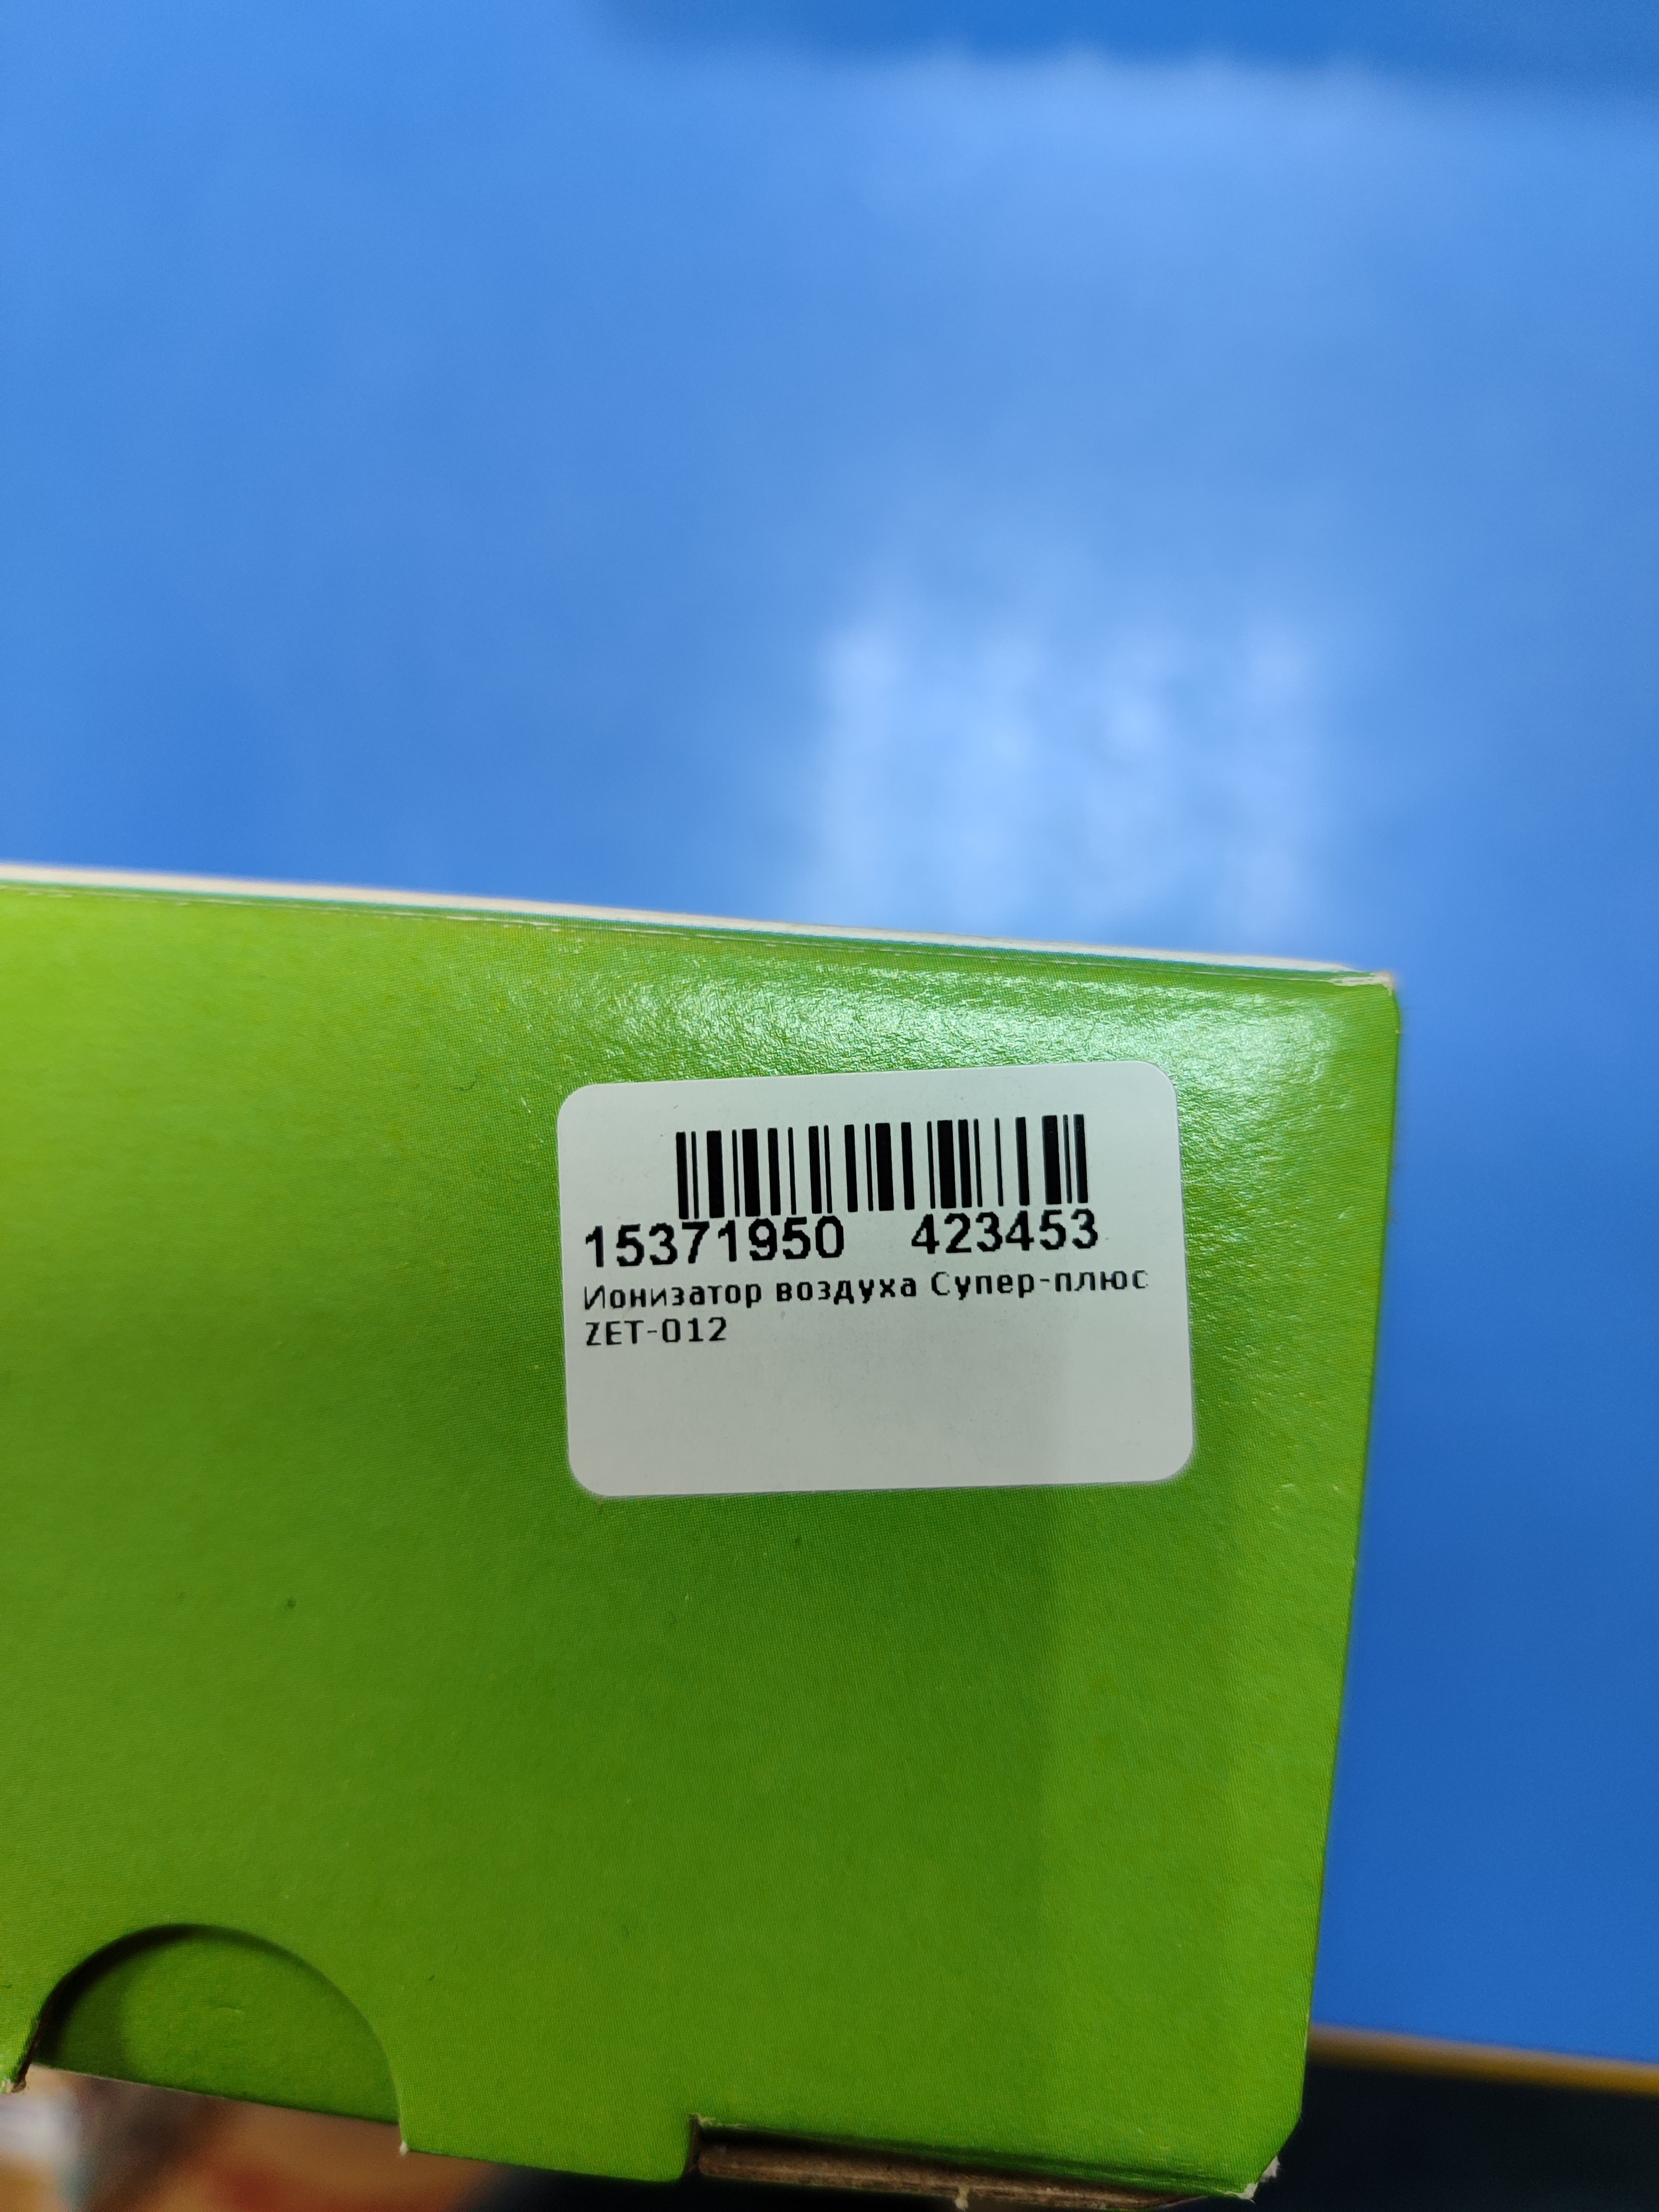 15371950 423453
Ионизатор воздуха Супер-плюс
ZET-012